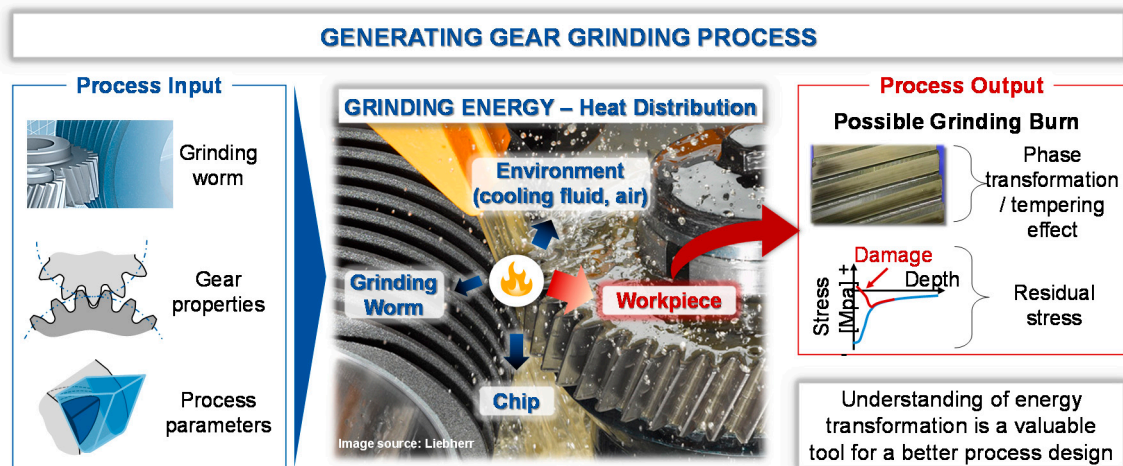 GENERATING GEAR GRINDING PROCESS
Process Input
Grinding
worm
Gear
properties
Process
parameters
GRINDING ENERGY – Heat Distribution
Environment
(cooling fluid, air)
Grinding
Worm
Workpiece
Chip
Image source: Liebherr
Process Output
Possible Grinding Burn
Phase
transformation
/ tempering
effect
Damage
Depth
Stress
[Mpa]
+
-
Residual
stress
Understanding of energy
transformation is a valuable
tool for a better process design